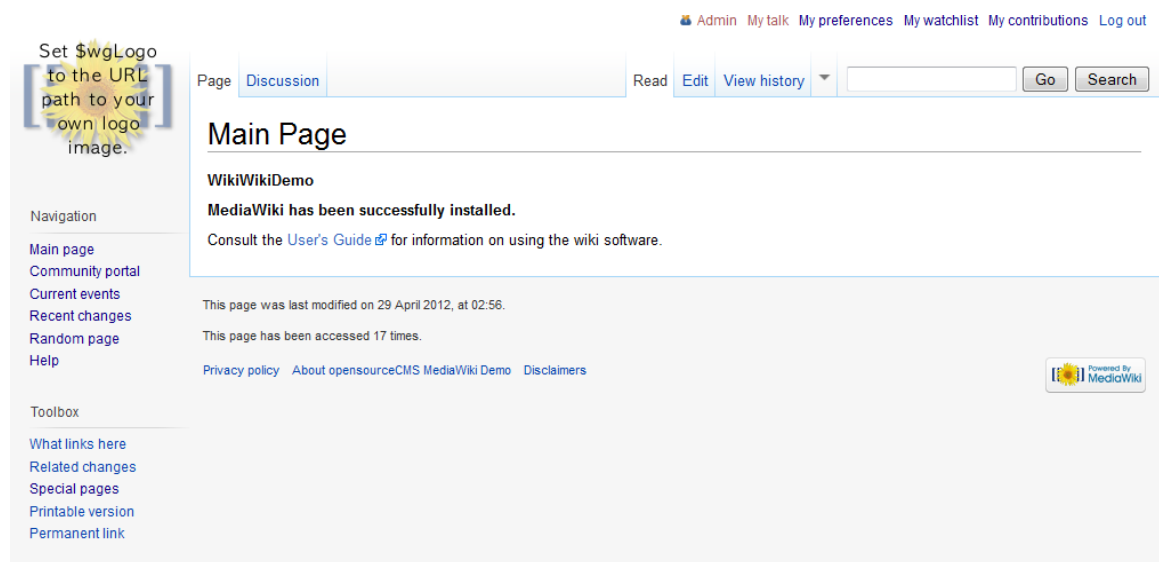 Admin My talk My preferences My watchlist My contributions Log out
Set $wgLogo
to the URL
path to your
own logo
image.
Page Discussion Read Edit View history Go Search
Main Page
WikiWikiDemo
MediaWiki has been successfully installed.
Consult the User's Guide for information on using the wiki software.
Navigation
Main page
Community portal
Current events
Recent changes
Random page
Help
Toolbox
What links here
Related changes
Special pages
Printable version
Permanent link
This page was last modified on 29 April 2012, at 02:56.
This page has been accessed 17 times.
Privacy policy About opensourceCMS MediaWiki Demo Disclaimers
Powered By
MediaWiki